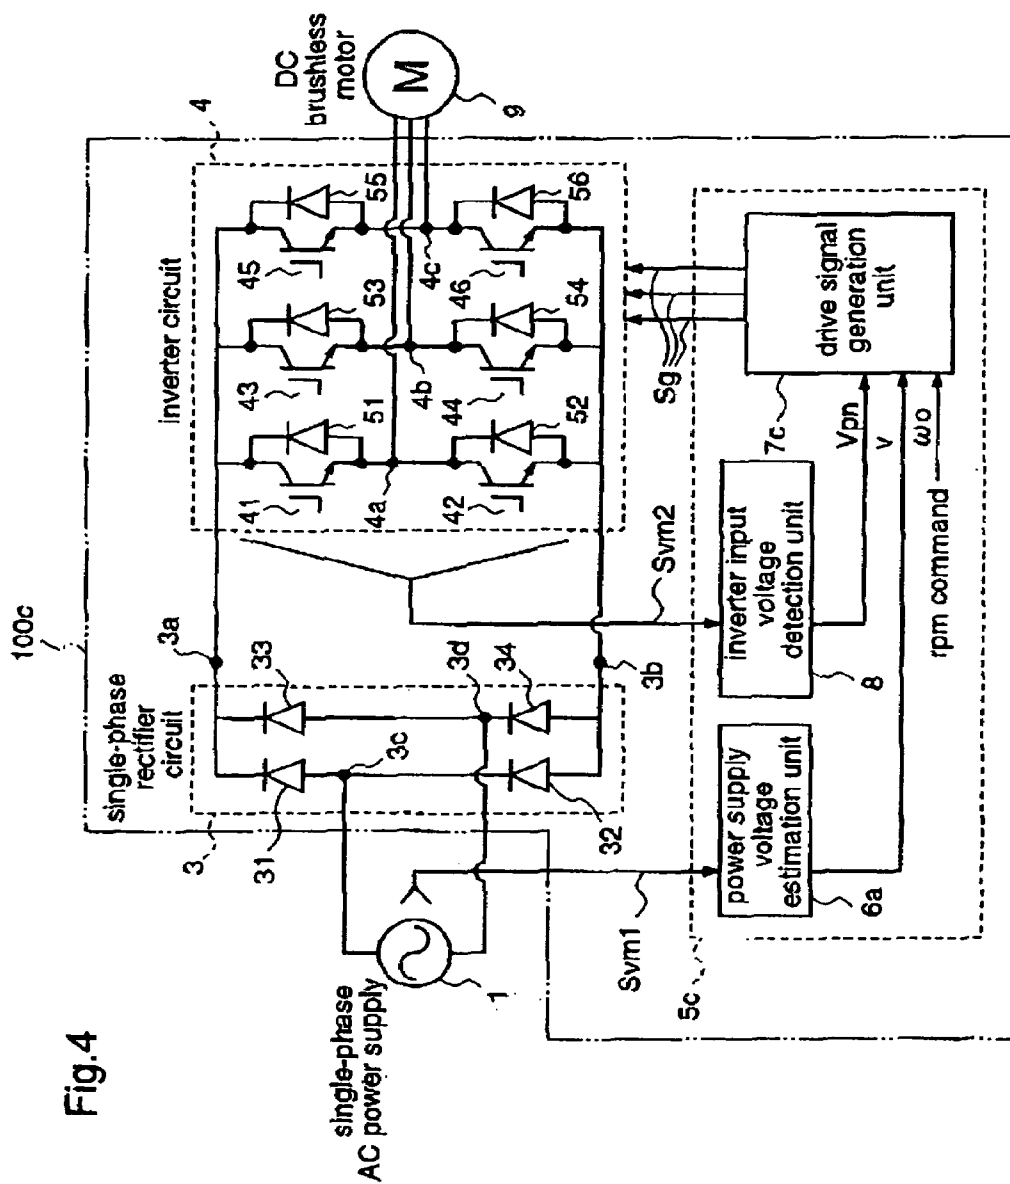 Fig.4
100c
single-phase
rectifier
circuit
3
31
33
3a
3c
3d
32
34
3b
single-phase
AC power supply
1
inverter circuit
4
41
51
43
53
45
55
4a
4b
4c
42
52
44
54
46
56
DC
brushless
motor
M
9
Svm1
Svm2
Sg
5c
power supply
voltage
estimation unit
6a
inverter input
voltage
detection unit
8
drive signal
generation
unit
7c
Vpn
v
ωo
rpm command